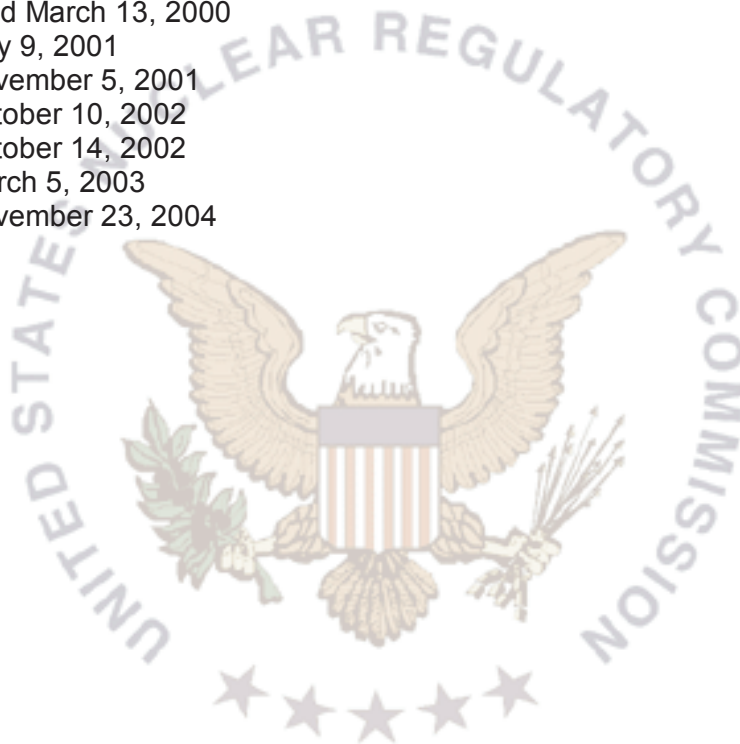 d March 13, 2000
y 9, 2001
vember 5, 2001
tober 10, 2002
tober 14, 2002
rch 5, 2003
vember 23, 2004
UNITED STATES NUCLEAR REGULATORY COMMISSION